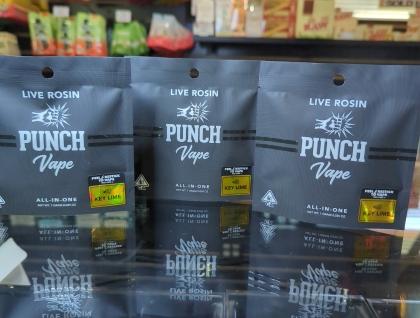 LIVE ROSIN
PUNCH
Vape
ALL-IN-ONE
KEY LIME
LIVE ROSIN
PUNCH
Vape
ALL-IN-ONE
KEY LIME
LIVE ROSIN
PUNCH
Vape
ALL-IN-ONE
KEY LIME